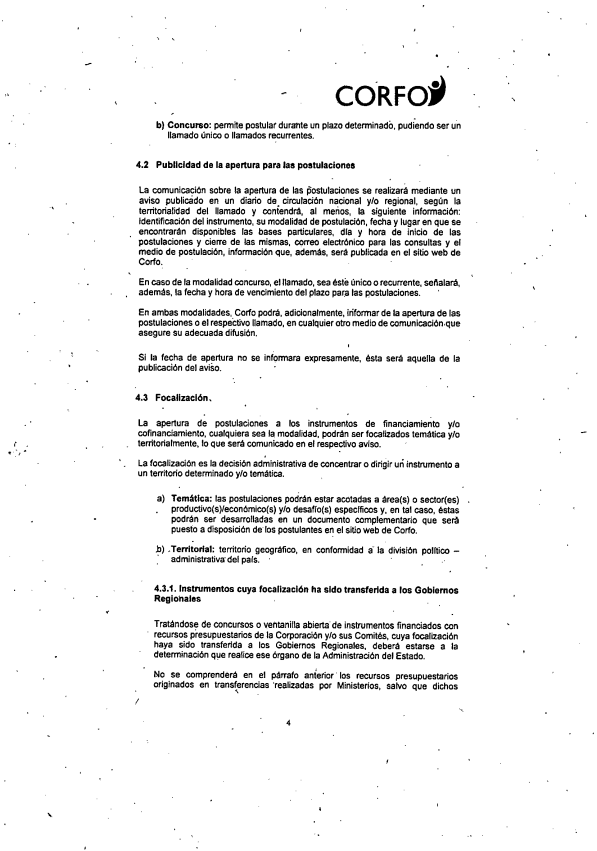 CORFO
b) Concurso: permite postular durante un plazo determinado, pudiendo ser un
llamado único o llamados recurrentes.
4.2 Publicidad de la apertura para las postulaciones
La comunicación sobre la apertura de las postulaciones se realizará mediante un
aviso publicado en un diario de circulación nacional y/o regional, según la
territorialidad del llamado y contendrá, al menos, la siguiente información:
Identificación del instrumento, su modalidad de postulación, fecha y lugar en que se
encontrarán disponibles las bases particulares, día y hora de inicio de las
postulaciones y cierre de las mismas, correo electrónico para las consultas y el
medio de postulación, información que, además, será publicada en el sitio web de
Corfo.
En caso de la modalidad concurso, el llamado, sea éste único o recurrente, señalará,
además, la fecha y hora de vencimiento del plazo para las postulaciones.
En ambas modalidades, Corfo podrá, adicionalmente, informar de la apertura de las
postulaciones o el respectivo llamado, en cualquier otro medio de comunicación que
asegure su adecuada difusión.
Si la fecha de apertura no se informara expresamente, ésta será aquella de la
publicación del aviso.
4.3 Focalización.
La apertura de postulaciones a los instrumentos de financiamiento y/o
cofinanciamiento, cualquiera sea la modalidad, podrán ser focalizados temática y/o
territorialmente, lo que será comunicado en el respectivo aviso.
La focalización es la decisión administrativa de concentrar o dirigir un instrumento a
un territorio determinado y/o temática.
a) Temática: las postulaciones podrán estar acotadas a área(s) o sector(es)
productivo(s)/económico(s) y/o desafío(s) específicos y, en tal caso, éstas
podrán ser desarrolladas en un documento complementario que será
puesto a disposición de los postulantes en el sitio web de Corfo.
b) Territorial: territorio geográfico, en conformidad a la división político –
administrativa del país.
4.3.1. Instrumentos cuya focalización ha sido transferida a los Gobiernos
Regionales
Tratándose de concursos o ventanilla abierta de instrumentos financiados con
recursos presupuestarios de la Corporación y/o sus Comités, cuya focalización
haya sido transferida a los Gobiernos Regionales, deberá estarse a la
determinación que realice ese órgano de la Administración del Estado.
No se comprenderá en el párrafo anterior los recursos presupuestarios
originados en transferencias realizadas por Ministerios, salvo que dichos
4